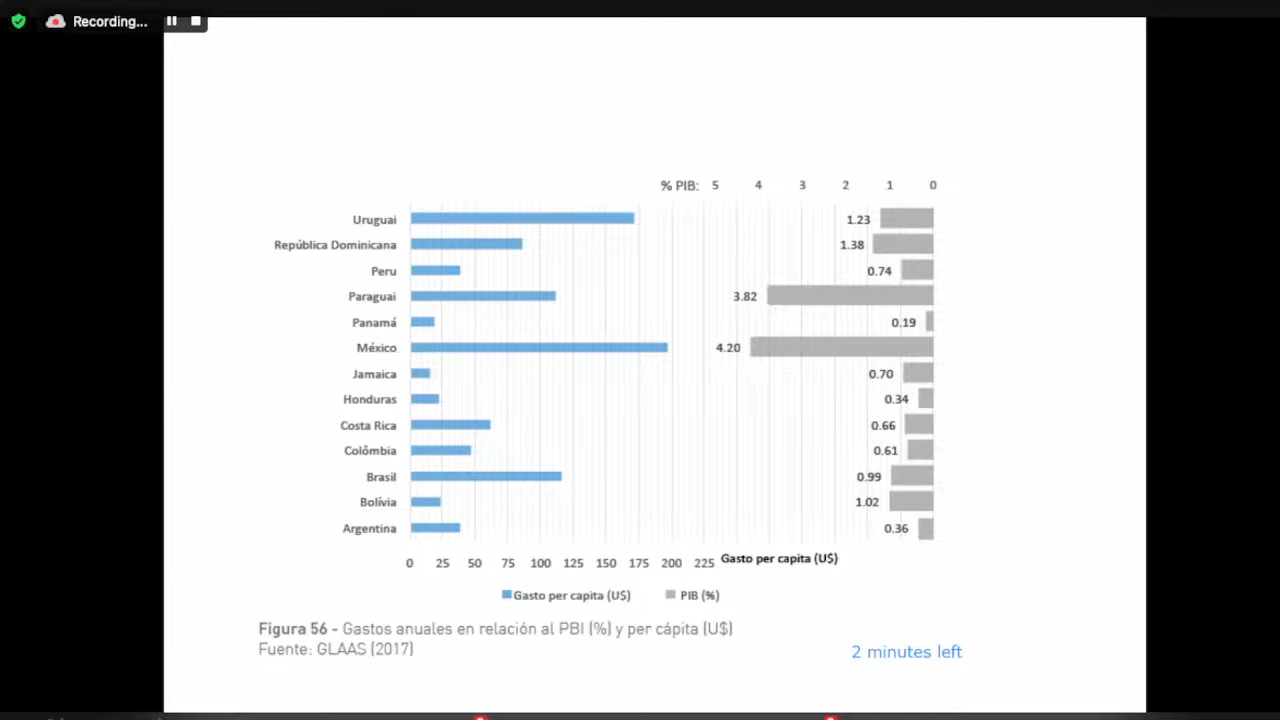 Recording...
% PIB: 5 4 3 2 1 0
Uruguai 1.23
República Dominicana 1.38
Peru 0.74
Paraguai 3.82
Panamá 0.19
México 4.20
Jamaica 0.70
Honduras 0.34
Costa Rica 0.66
Colômbia 0.61
Brasil 0.99
Bolívia 1.02
Argentina 0.36
0 25 50 75 100 125 150 175 200 225 Gasto per capita (U$)
Gasto per capita (U$) PIB (%)
Figura 56 - Gastos anuales en relación al PBI (%) y per cápita (U$)
Fuente: GLAAS (2017)
2 minutes left